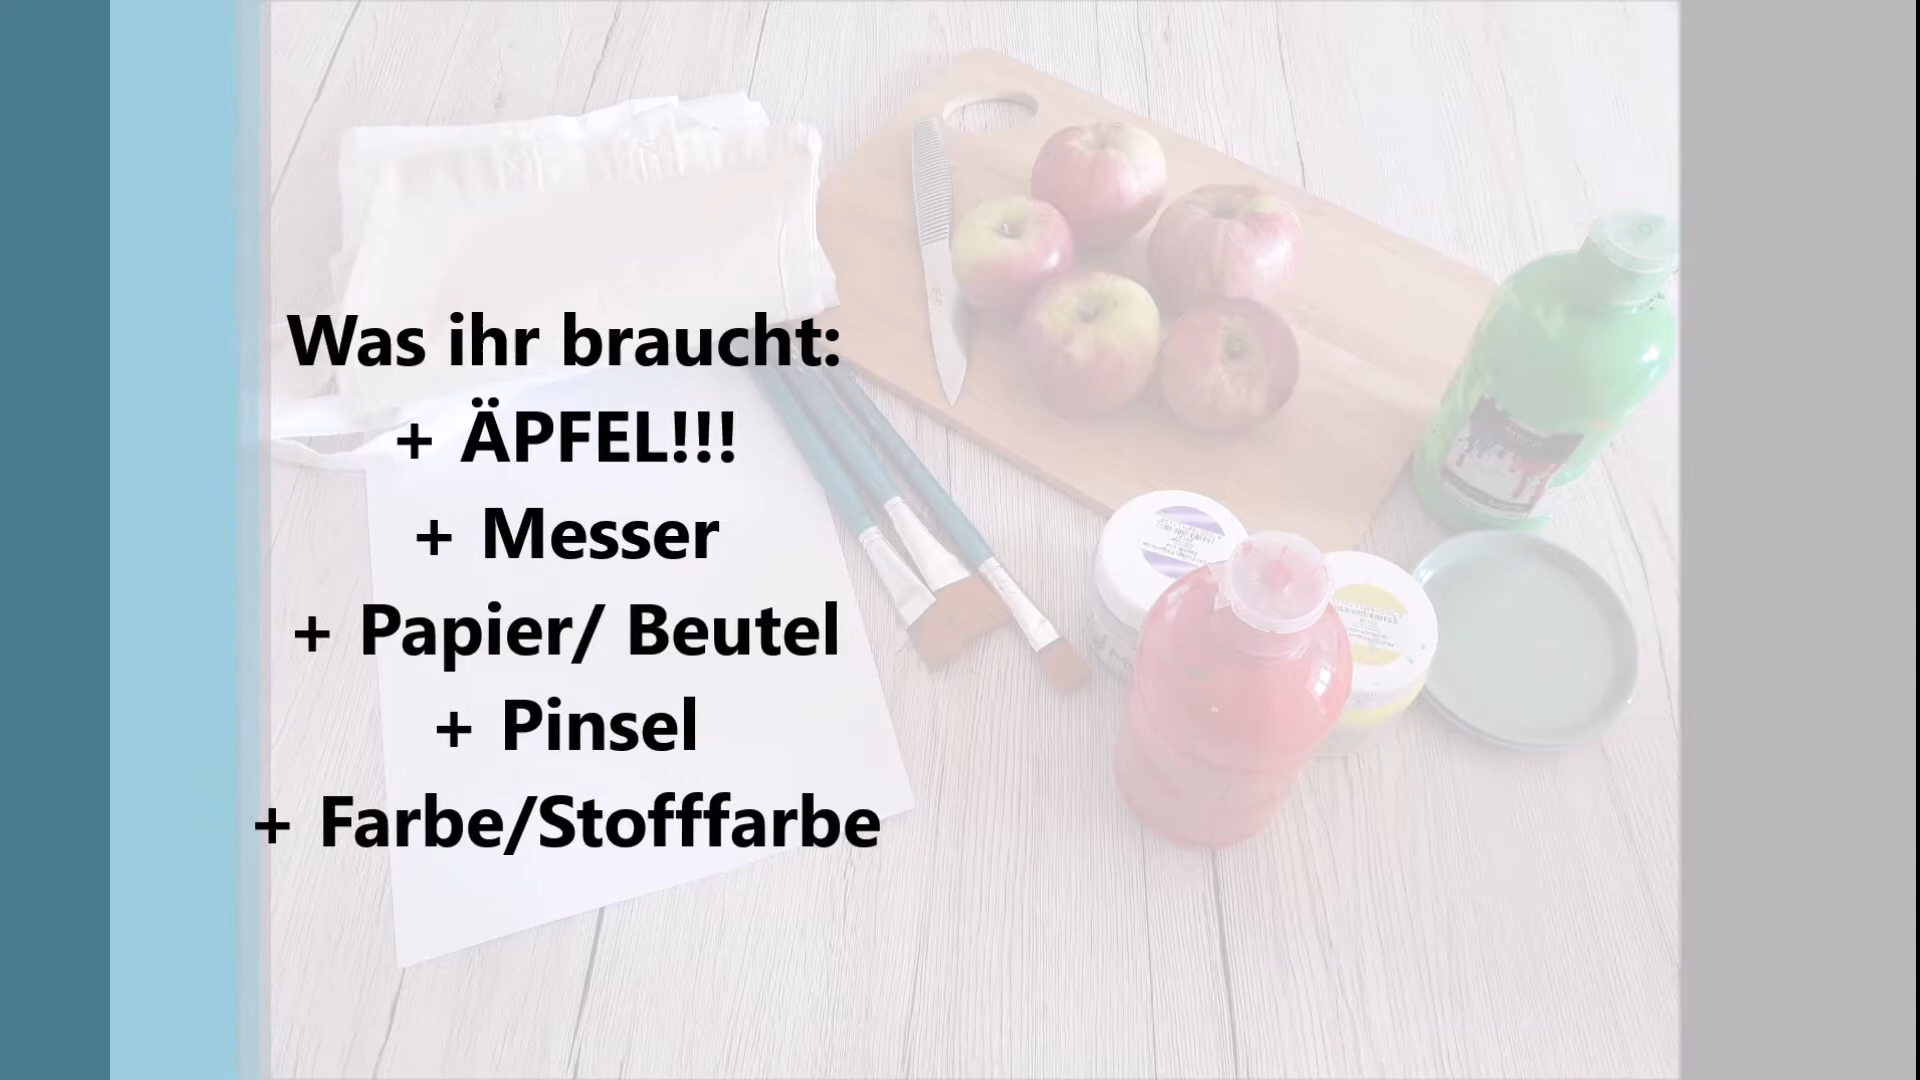 Was ihr braucht:
+ ÄPFEL!!!
+ Messer
+ Papier/ Beutel
+ Pinsel
+ Farbe/Stofffarbe